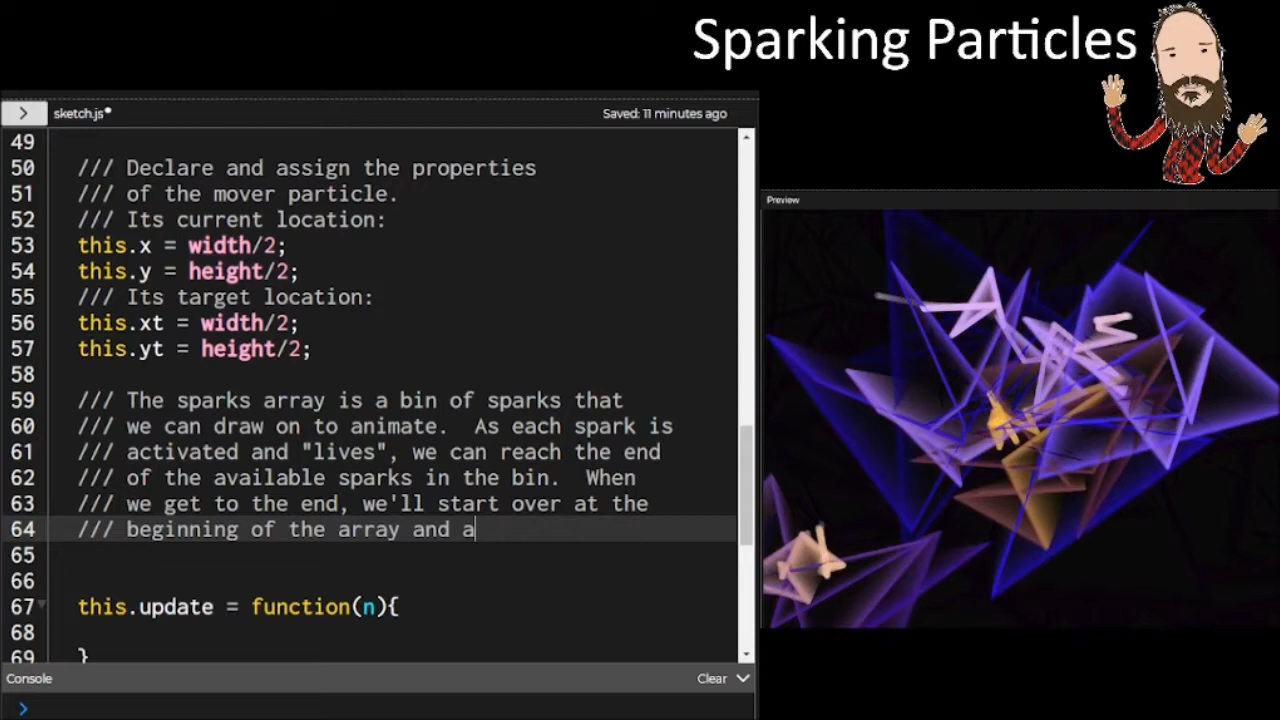 Sparking Particles
sketch.js*
Saved: 11 minutes ago
Preview
49
50 /// Declare and assign the properties
51 /// of the mover particle.
52 /// Its current location:
53 this.x = width/2;
54 this.y = height/2;
55 /// Its target location:
56 this.xt = width/2;
57 this.yt = height/2;
58
59 /// The sparks array is a bin of sparks that
60 /// we can draw on to animate.  As each spark is
61 /// activated and "lives", we can reach the end
62 /// of the available sparks in the bin.  When
63 /// we get to the end, we'll start over at the
64 /// beginning of the array and a
65
66
67 this.update = function(n){
68
69 }
Console
Clear
>